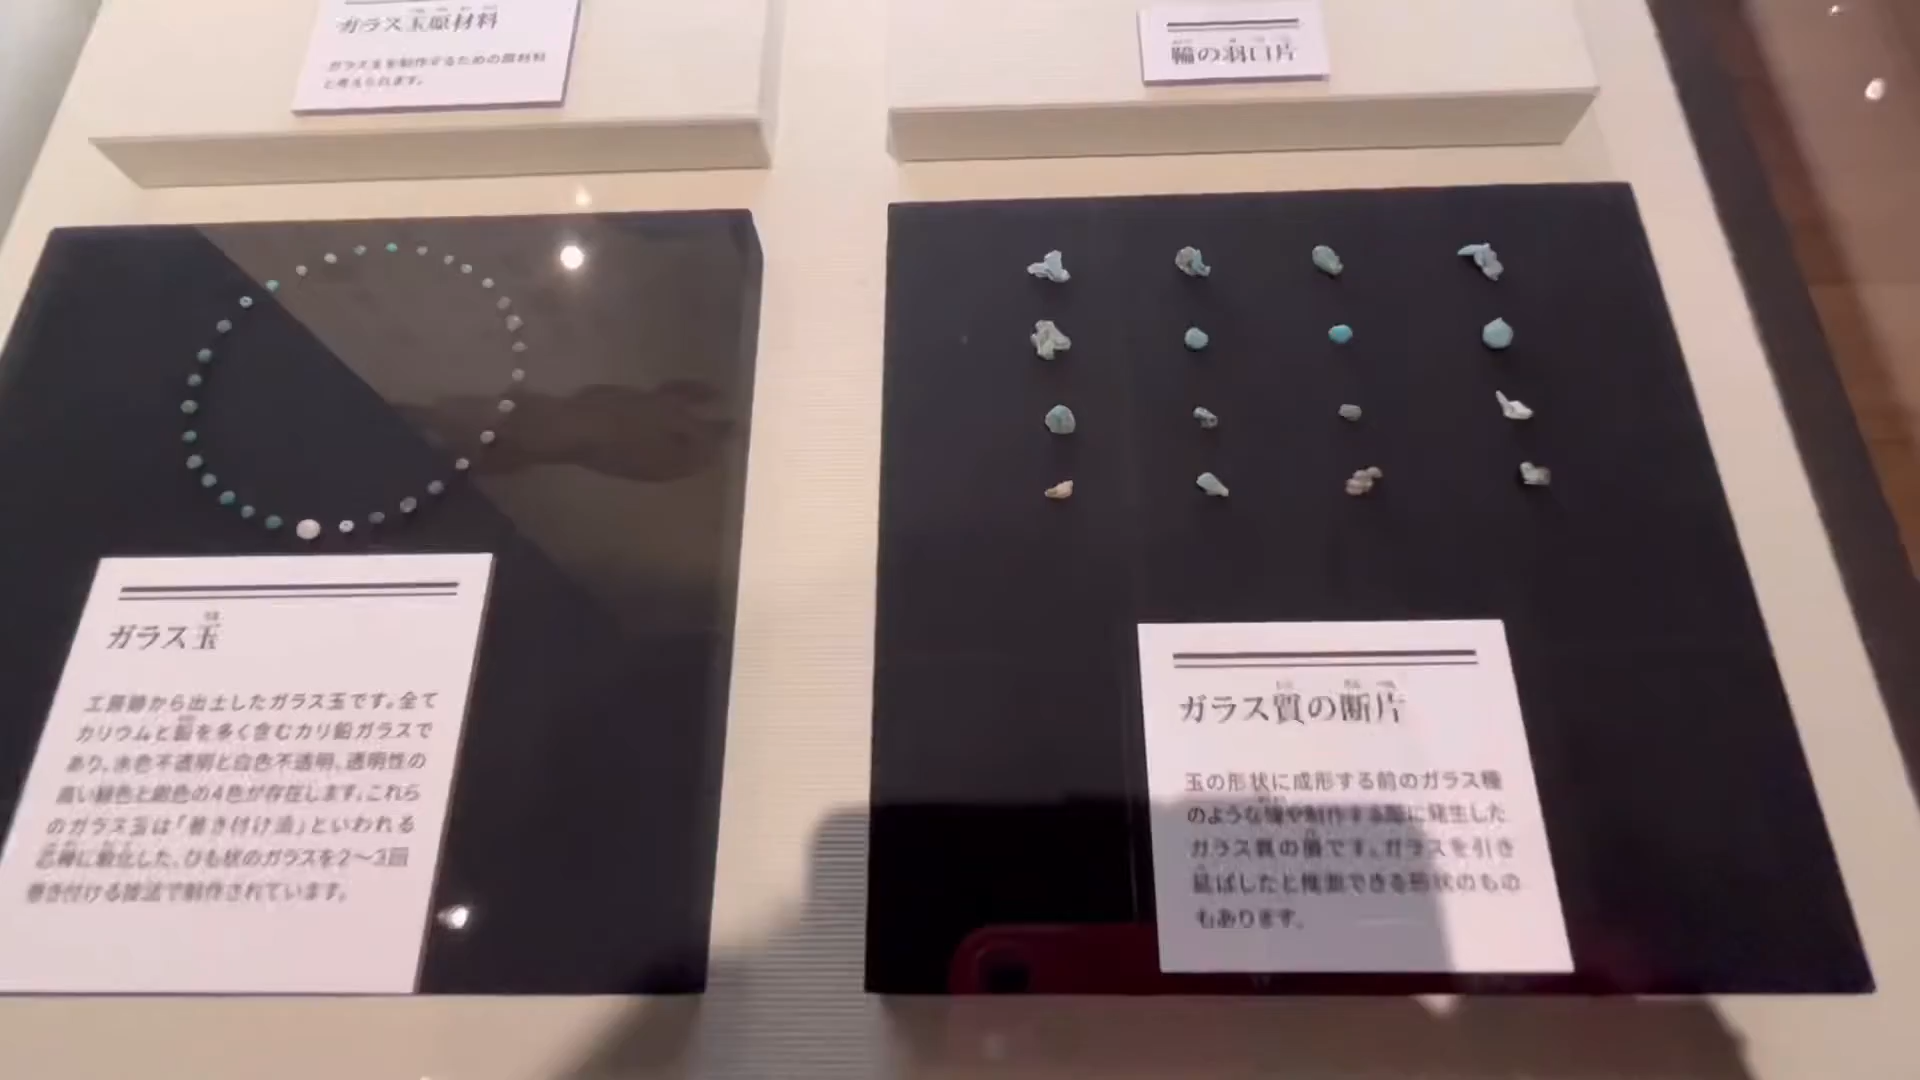 ガラス玉原材料
ガラス玉を制作するための原材料
と考えられます。
鞴の羽口片
ガラス玉
工房跡から出土したガラス玉です。全て
カリウムと鉛を多く含むカリ鉛ガラスで
あり、水色不透明と白色不透明、透明性の
高い緑色と紺色の4色が存在します。これら
のガラス玉は「巻き付け法」といわれる
芯棒に軟化した、ひも状のガラスを2〜3回
巻き付ける技法で制作されています。
ガラス質の断片
玉の形状に成形する前のガラス種
のような塊や制作する際に発生した
ガラス質の屑です。ガラスを引き
延ばしたと推測できる形状のもの
もあります。